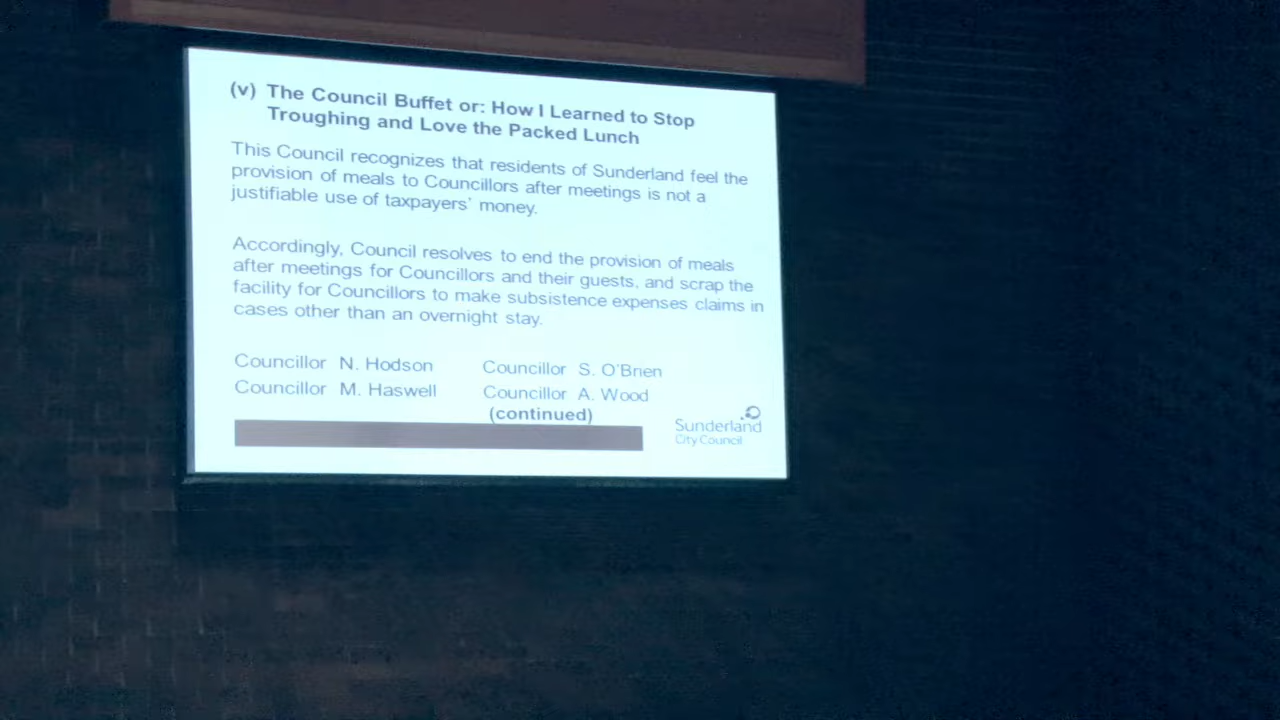 (v) The Council Buffet or: How I Learned to Stop
Troughing and Love the Packed Lunch
This Council recognizes that residents of Sunderland feel the
provision of meals to Councillors after meetings is not a
justifiable use of taxpayers' money.
Accordingly, Council resolves to end the provision of meals
after meetings for Councillors and their guests, and scrap the
facility for Councillors to make subsistence expenses claims in
cases other than an overnight stay.
Councillor N. Hodson Councillor S. O'Brien
Councillor M. Haswell Councillor A. Wood
(continued)
Sunderland
City Council